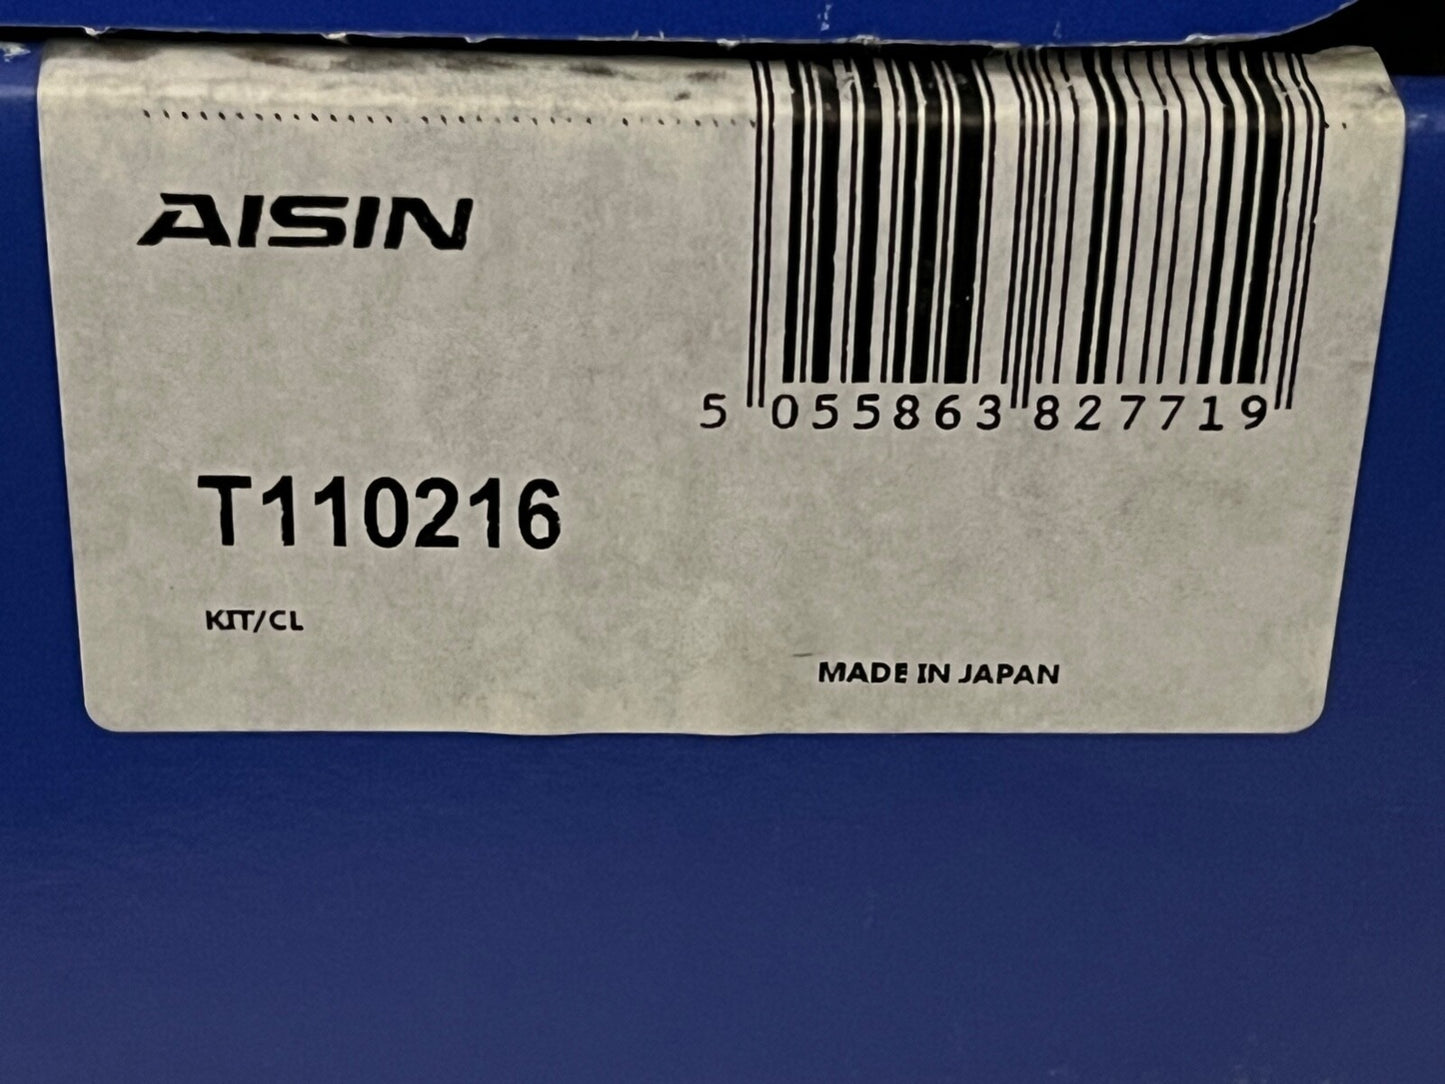 AISIN
5 055863 827719
T110216
KIT/CL
MADE IN JAPAN